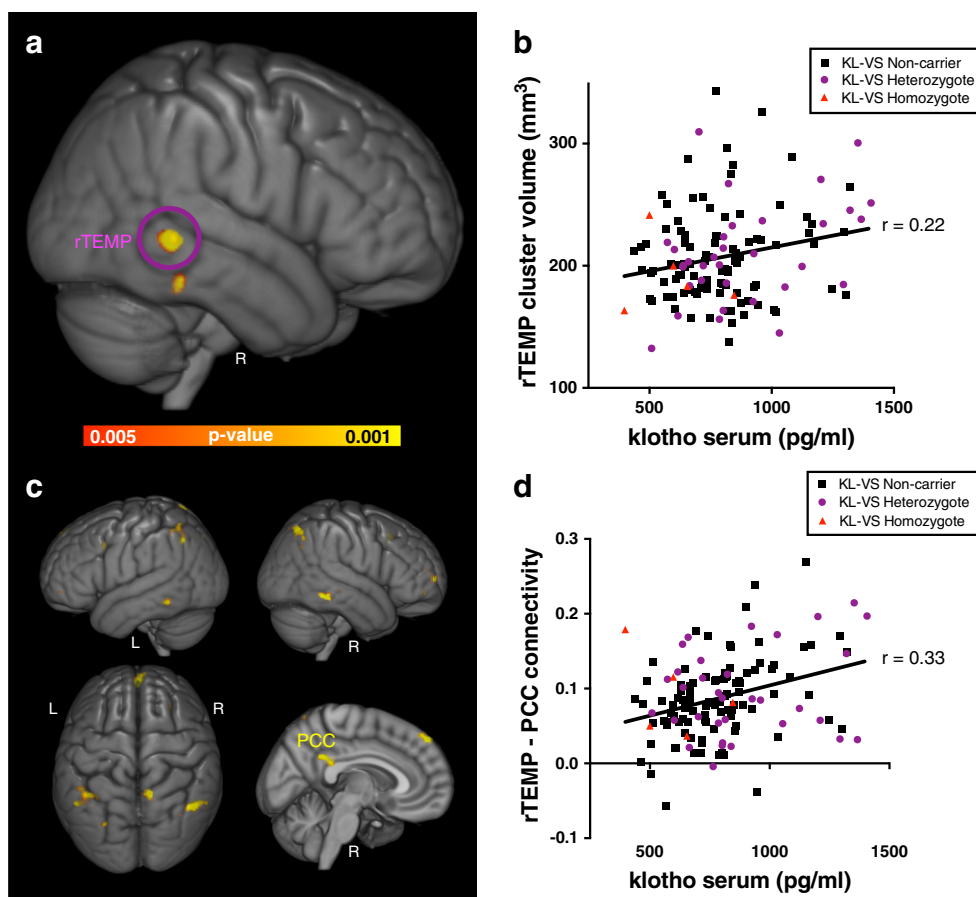 a
rTEMP
R
0.005 p-value 0.001
b
KL-VS Non-carrier
KL-VS Heterozygote
KL-VS Homozygote
rTEMP cluster volume (mm³)
300
200
100
r = 0.22
500 1000 1500
klotho serum (pg/ml)
c
L
R
L R
PCC
R
d
KL-VS Non-carrier
KL-VS Heterozygote
KL-VS Homozygote
rTEMP - PCC connectivity
0.3
0.2
0.1
0.0
-0.1
r = 0.33
500 1000 1500
klotho serum (pg/ml)